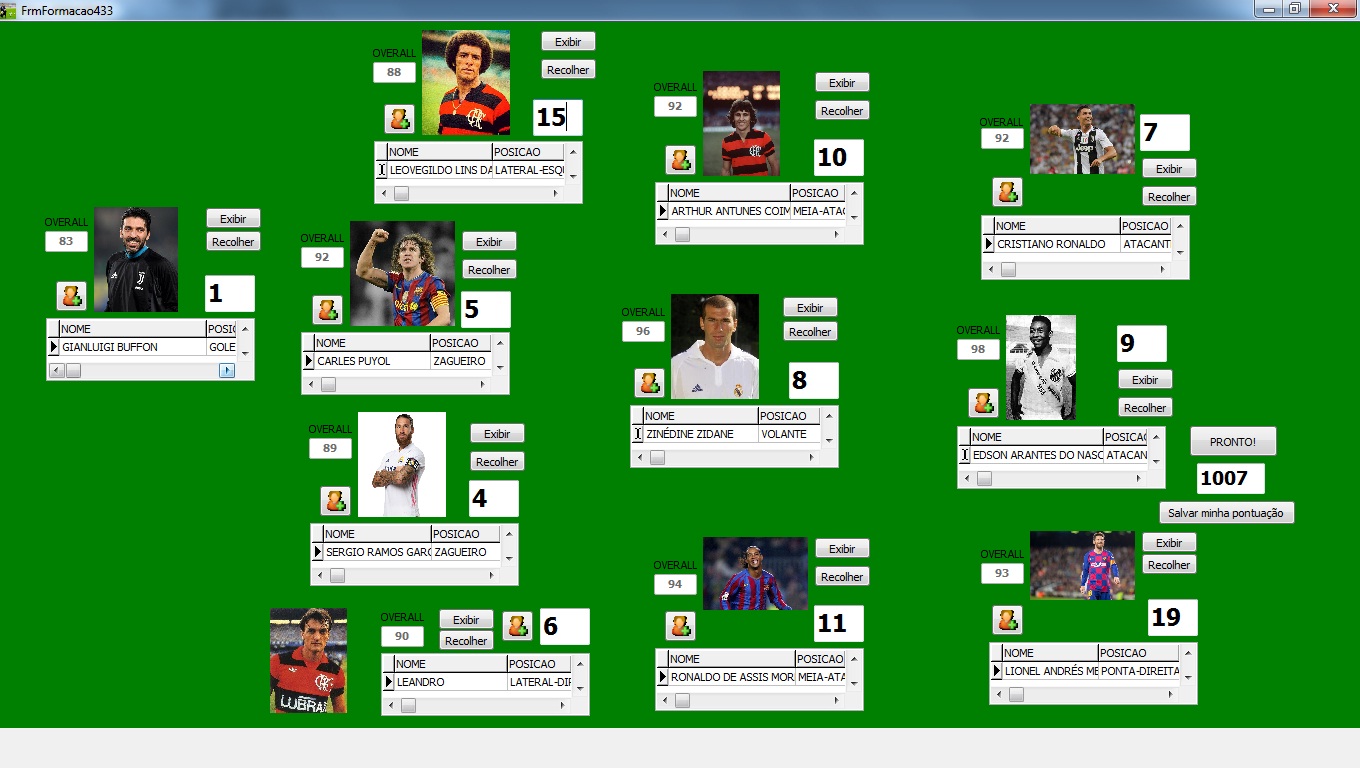 FrmFormacao433
OVERALL
88
Exibir
Recolher
15
NOME POSICAO
LEOVEGILDO LINS DA LATERAL-ESQU
OVERALL
92
Exibir
Recolher
10
NOME POSICAO
ARTHUR ANTUNES COIM MEIA-ATAC
OVERALL
92
7
Jeep
Exibir
Recolher
NOME POSICAO
CRISTIANO RONALDO ATACANT
OVERALL
83
Exibir
Recolher
1
NOME POSIC
GIANLUIGI BUFFON GOLE
OVERALL
92
Exibir
Recolher
5
NOME POSICAO
CARLES PUYOL ZAGUEIRO
OVERALL
96
Exibir
Recolher
8
NOME POSICAO
ZINÉDINE ZIDANE VOLANTE
OVERALL
98
9
Exibir
Recolher
NOME POSICAO
EDSON ARANTES DO NASC ATACAN
PRONTO!
1007
Salvar minha pontuação
OVERALL
89
Exibir
Recolher
4
NOME POSICAO
SERGIO RAMOS GARC ZAGUEIRO
OVERALL
94
Exibir
Recolher
11
NOME POSICAO
RONALDO DE ASSIS MOR MEIA-ATA
OVERALL
93
Exibir
Recolher
19
NOME POSICAO
LIONEL ANDRÉS ME PONTA-DIREITA
LUBRAX
OVERALL
90
Exibir
Recolher
6
NOME POSICAO
LEANDRO LATERAL-DIR